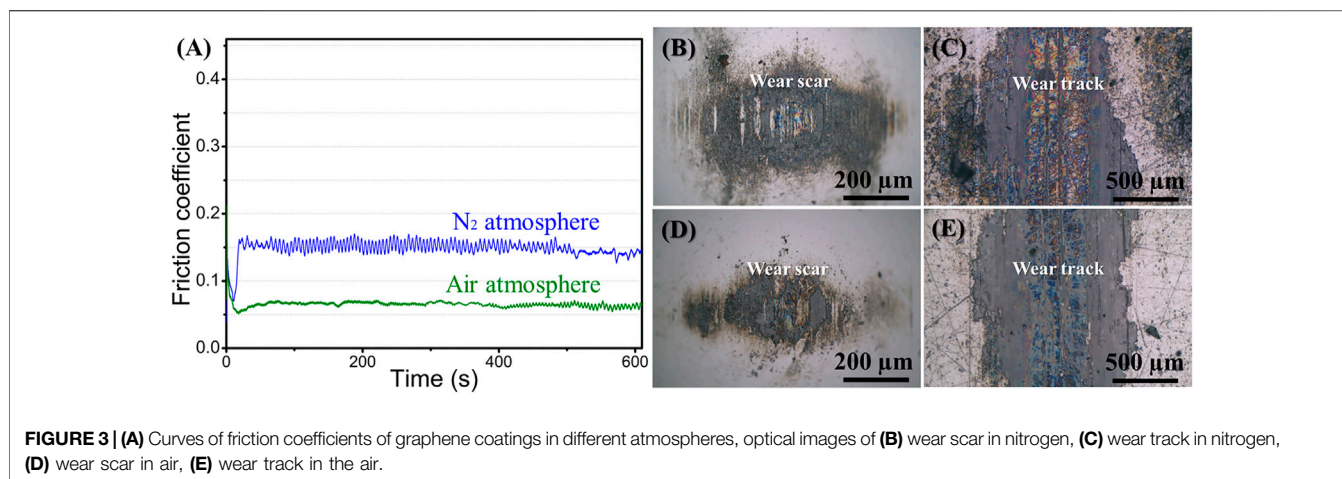 (A)
Friction coefficient
0.4
0.3
0.2
0.1
0.0
N2 atmosphere
Air atmosphere
0
200
400
600
Time (s)
(B)
Wear scar
200 µm
(C)
Wear track
500 µm
(D)
Wear scar
200 µm
(E)
Wear track
500 µm
FIGURE 3 | (A) Curves of friction coefficients of graphene coatings in different atmospheres, optical images of (B) wear scar in nitrogen, (C) wear track in nitrogen,
(D) wear scar in air, (E) wear track in the air.